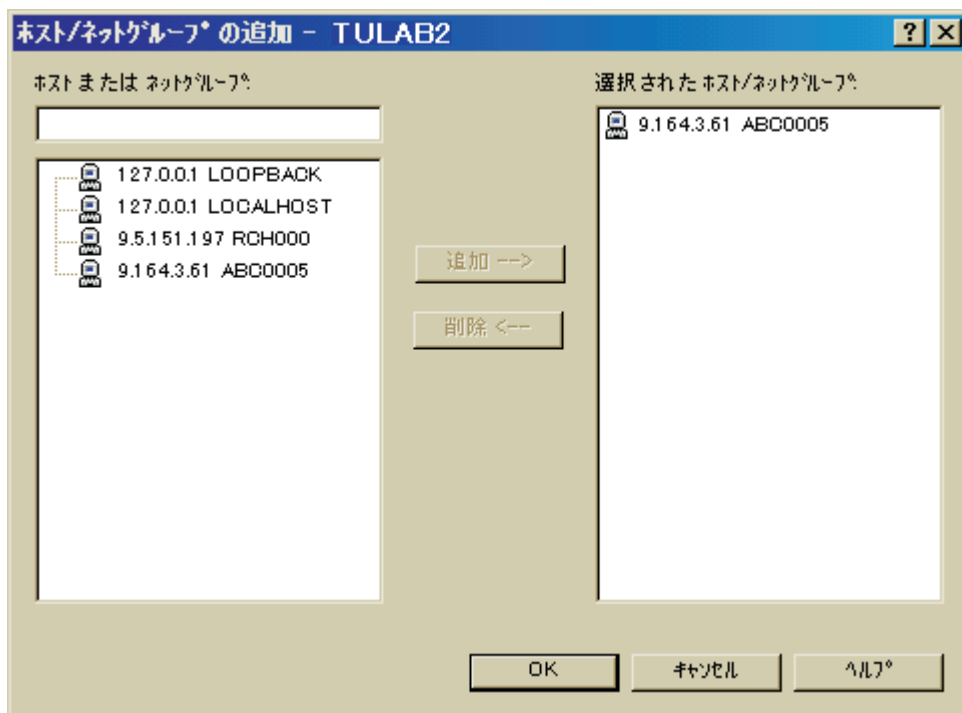 ﾎｽﾄ/ﾈｯﾄｸﾞﾙｰﾌﾟ の追加 - TULAB2
ﾎｽﾄ または ﾈｯﾄｸﾞﾙｰﾌﾟ:
127.0.0.1 LOOPBACK
127.0.0.1 LOCALHOST
9.5.151.197 RCH000
9.164.3.61 ABC0005
追加 -->
削除 <--
選択された ﾎｽﾄ/ﾈｯﾄｸﾞﾙｰﾌﾟ:
9.164.3.61 ABC0005
OK
ｷｬﾝｾﾙ
ﾍﾙﾌﾟ